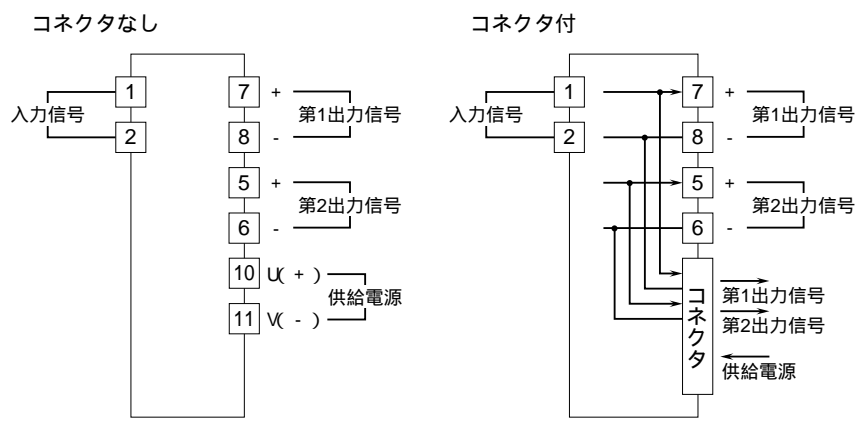 コネクタなし
入力信号
1
2
7 +
8 -
第1出力信号
5 +
6 -
第2出力信号
10 U( + )
11 V( - )
供給電源
コネクタ付
入力信号
1
2
7 +
8 -
第1出力信号
5 +
6 -
第2出力信号
コネクタ
第1出力信号
第2出力信号
供給電源